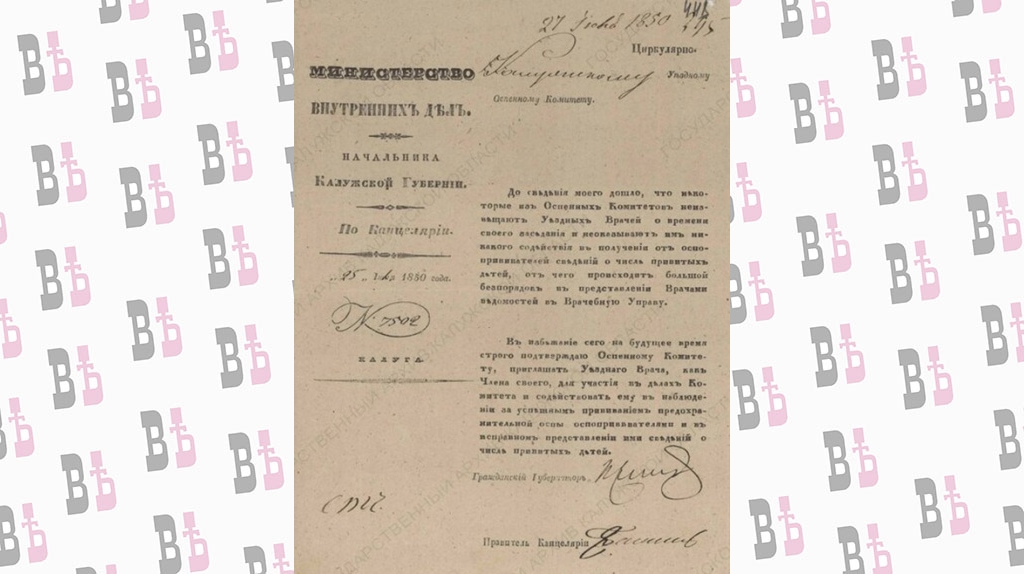 27 1850
Циркулярно.
МИНИСТЕРСТВО
ВНУТРЕННИХЪ ДѢЛЪ.
НАЧАЛЬНИКА
КАЛУЖСКОЙ ГУБЕРНІИ.
По Канцеляріи.
„25„ 1850 года.
N. 7502
КАЛУГА.
Уѣздному
Оспенному Комитету.
До свѣдѣнія моего дошло, что нѣко-
торые изъ Оспенныхъ Комитетовъ неиз-
вѣщаютъ Уѣздныхъ Врачей о времени
своего засѣданія и неоказываютъ имъ ни-
какого содѣйствія въ полученіи отъ оспо-
прививателей свѣдѣній о числѣ привитыхъ
дѣтей, отъ чего происходитъ большой
безпорядокъ въ представленіи Врачами
вѣдомостей въ Врачебную Управу.
Въ избѣжаніе сего на будущее время
строго подтверждаю Оспенному Комите-
ту, приглашать Уѣзднаго Врача, какъ
Члена своего, для участія въ дѣлахъ Ко-
митета и содѣйствовать ему въ наблюде-
ніи за успѣшнымъ прививаніемъ предохра-
нительной оспы оспопрививателями и въ
исправномъ представленіи ими свѣдѣній о
числѣ привитыхъ дѣтей.
Гражданскій Губернаторъ,
Правитель Канцеляріи
ВѢ